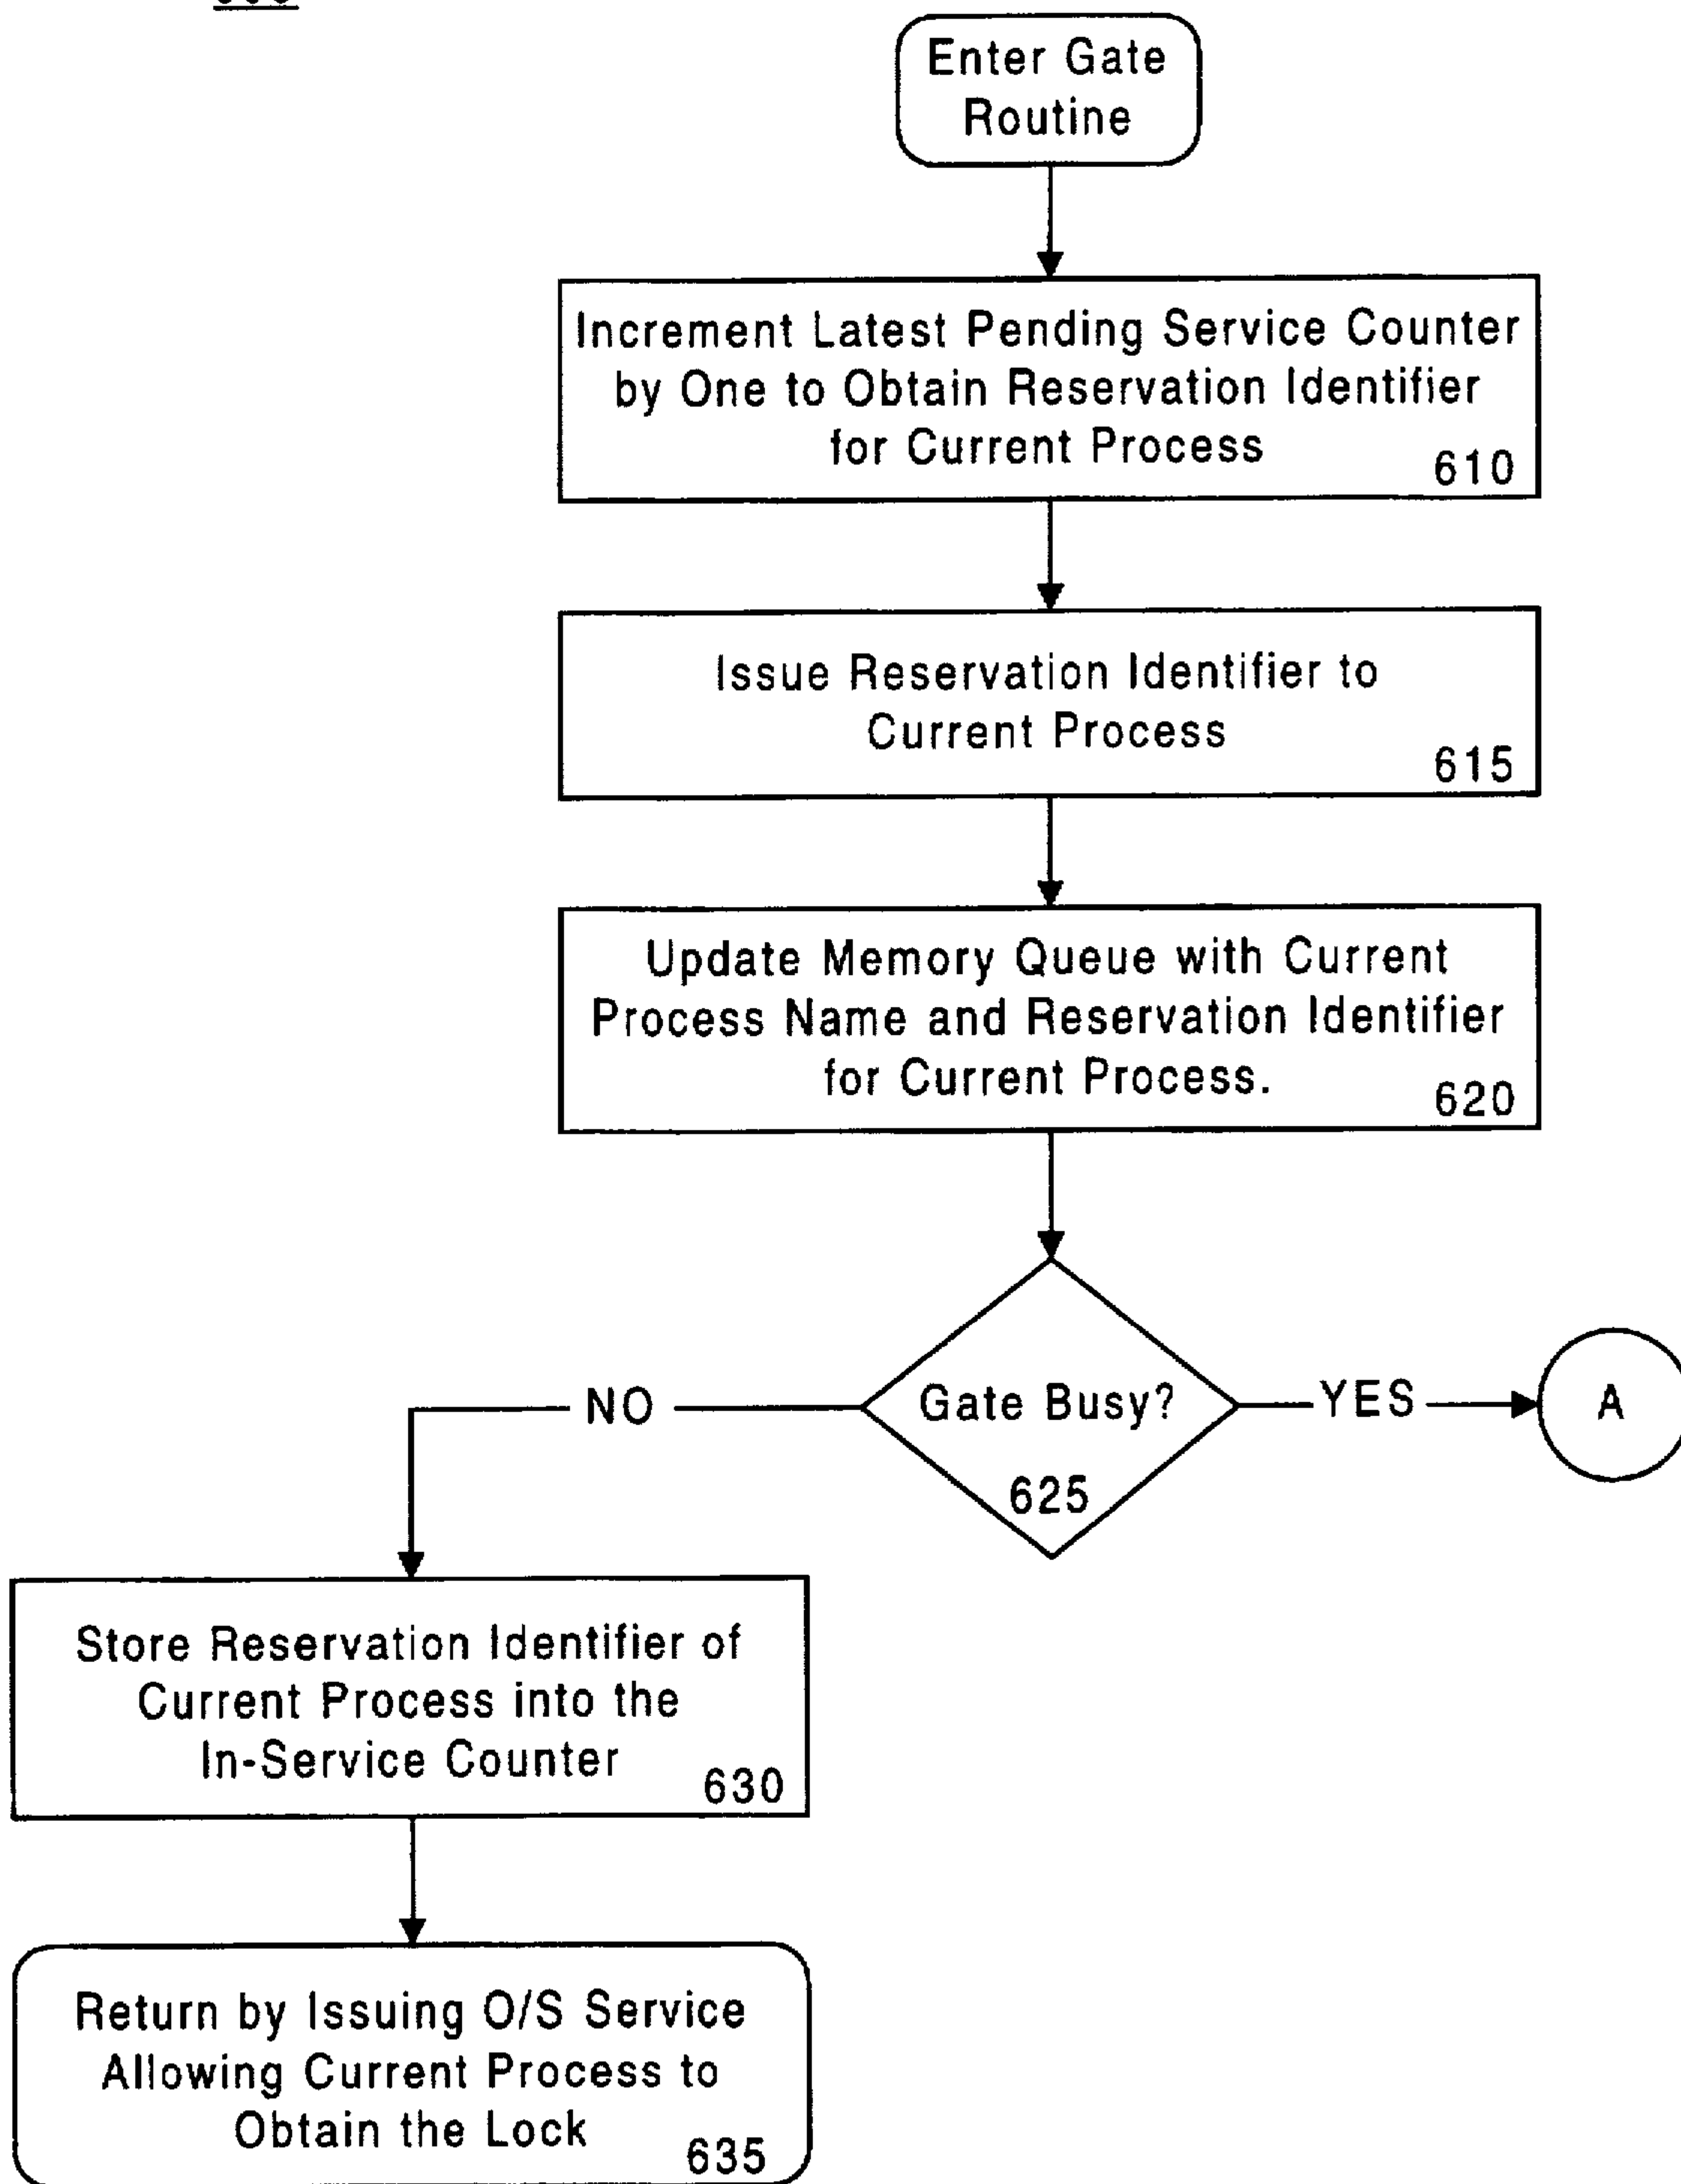 Enter Gate
Routine
Increment Latest Pending Service Counter
by One to Obtain Reservation Identifier
for Current Process
610
Issue Reservation Identifier to
Current Process
615
Update Memory Queue with Current
Process Name and Reservation Identifier
for Current Process.
620
Gate Busy?
625
NO
YES
A
Store Reservation Identifier of
Current Process into the
In-Service Counter
630
Return by Issuing O/S Service
Allowing Current Process to
Obtain the Lock
635